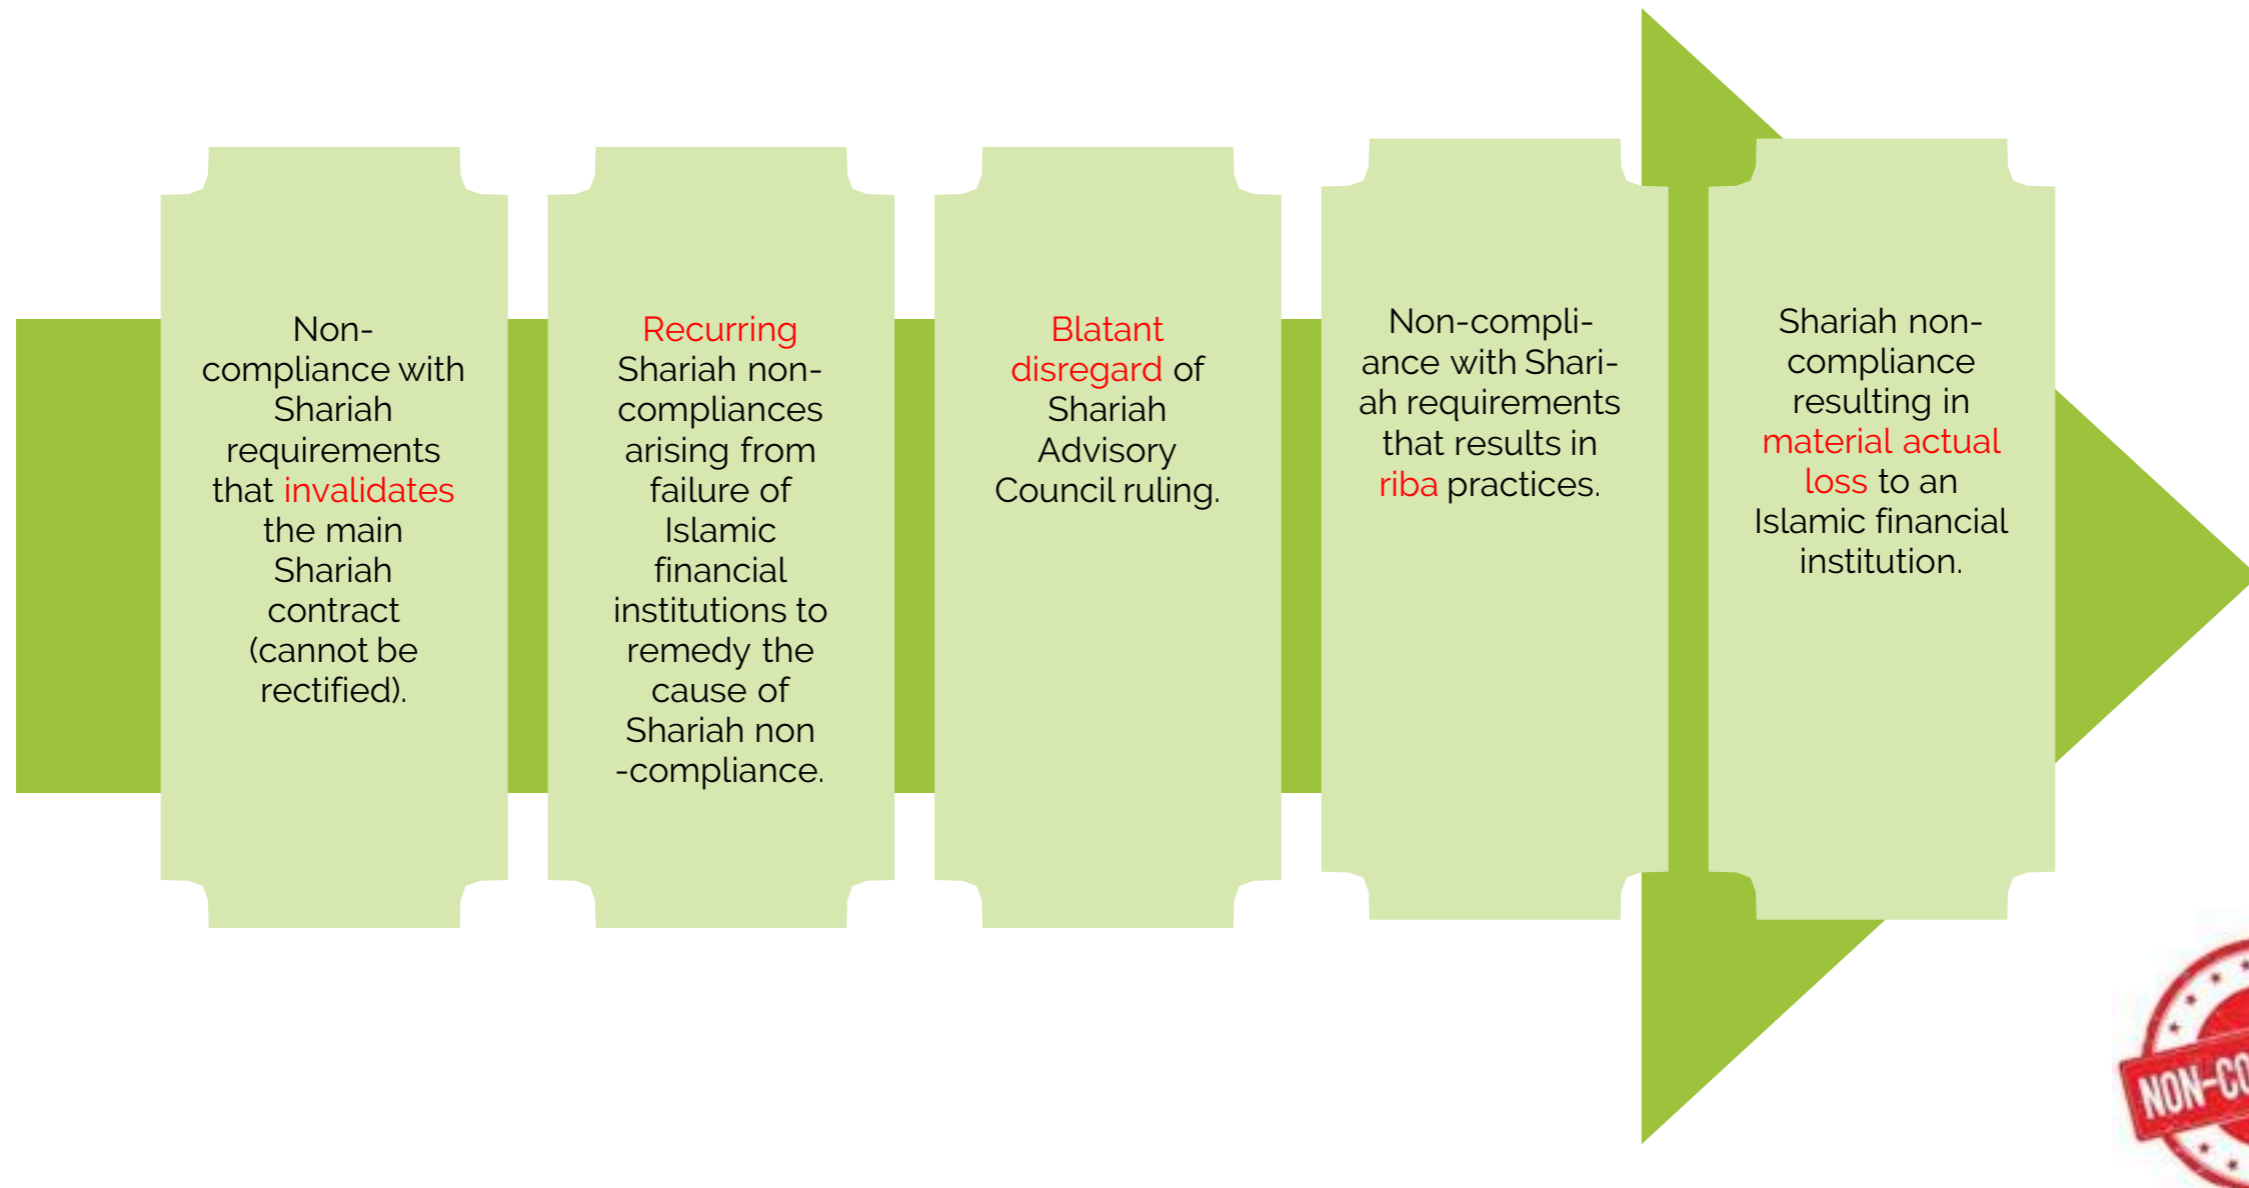 Non-
compliance with
Shariah
requirements
that invalidates
the main
Shariah
contract
(cannot be
rectified).
Recurring
Shariah non-
compliances
arising from
failure of
Islamic
financial
institutions to
remedy the
cause of
Shariah non
-compliance.
Blatant
disregard of
Shariah
Advisory
Council ruling.
Non-compli-
ance with Shari-
ah requirements
that results in
riba practices.
Shariah non-
compliance
resulting in
material actual
loss to an
Islamic financial
institution.